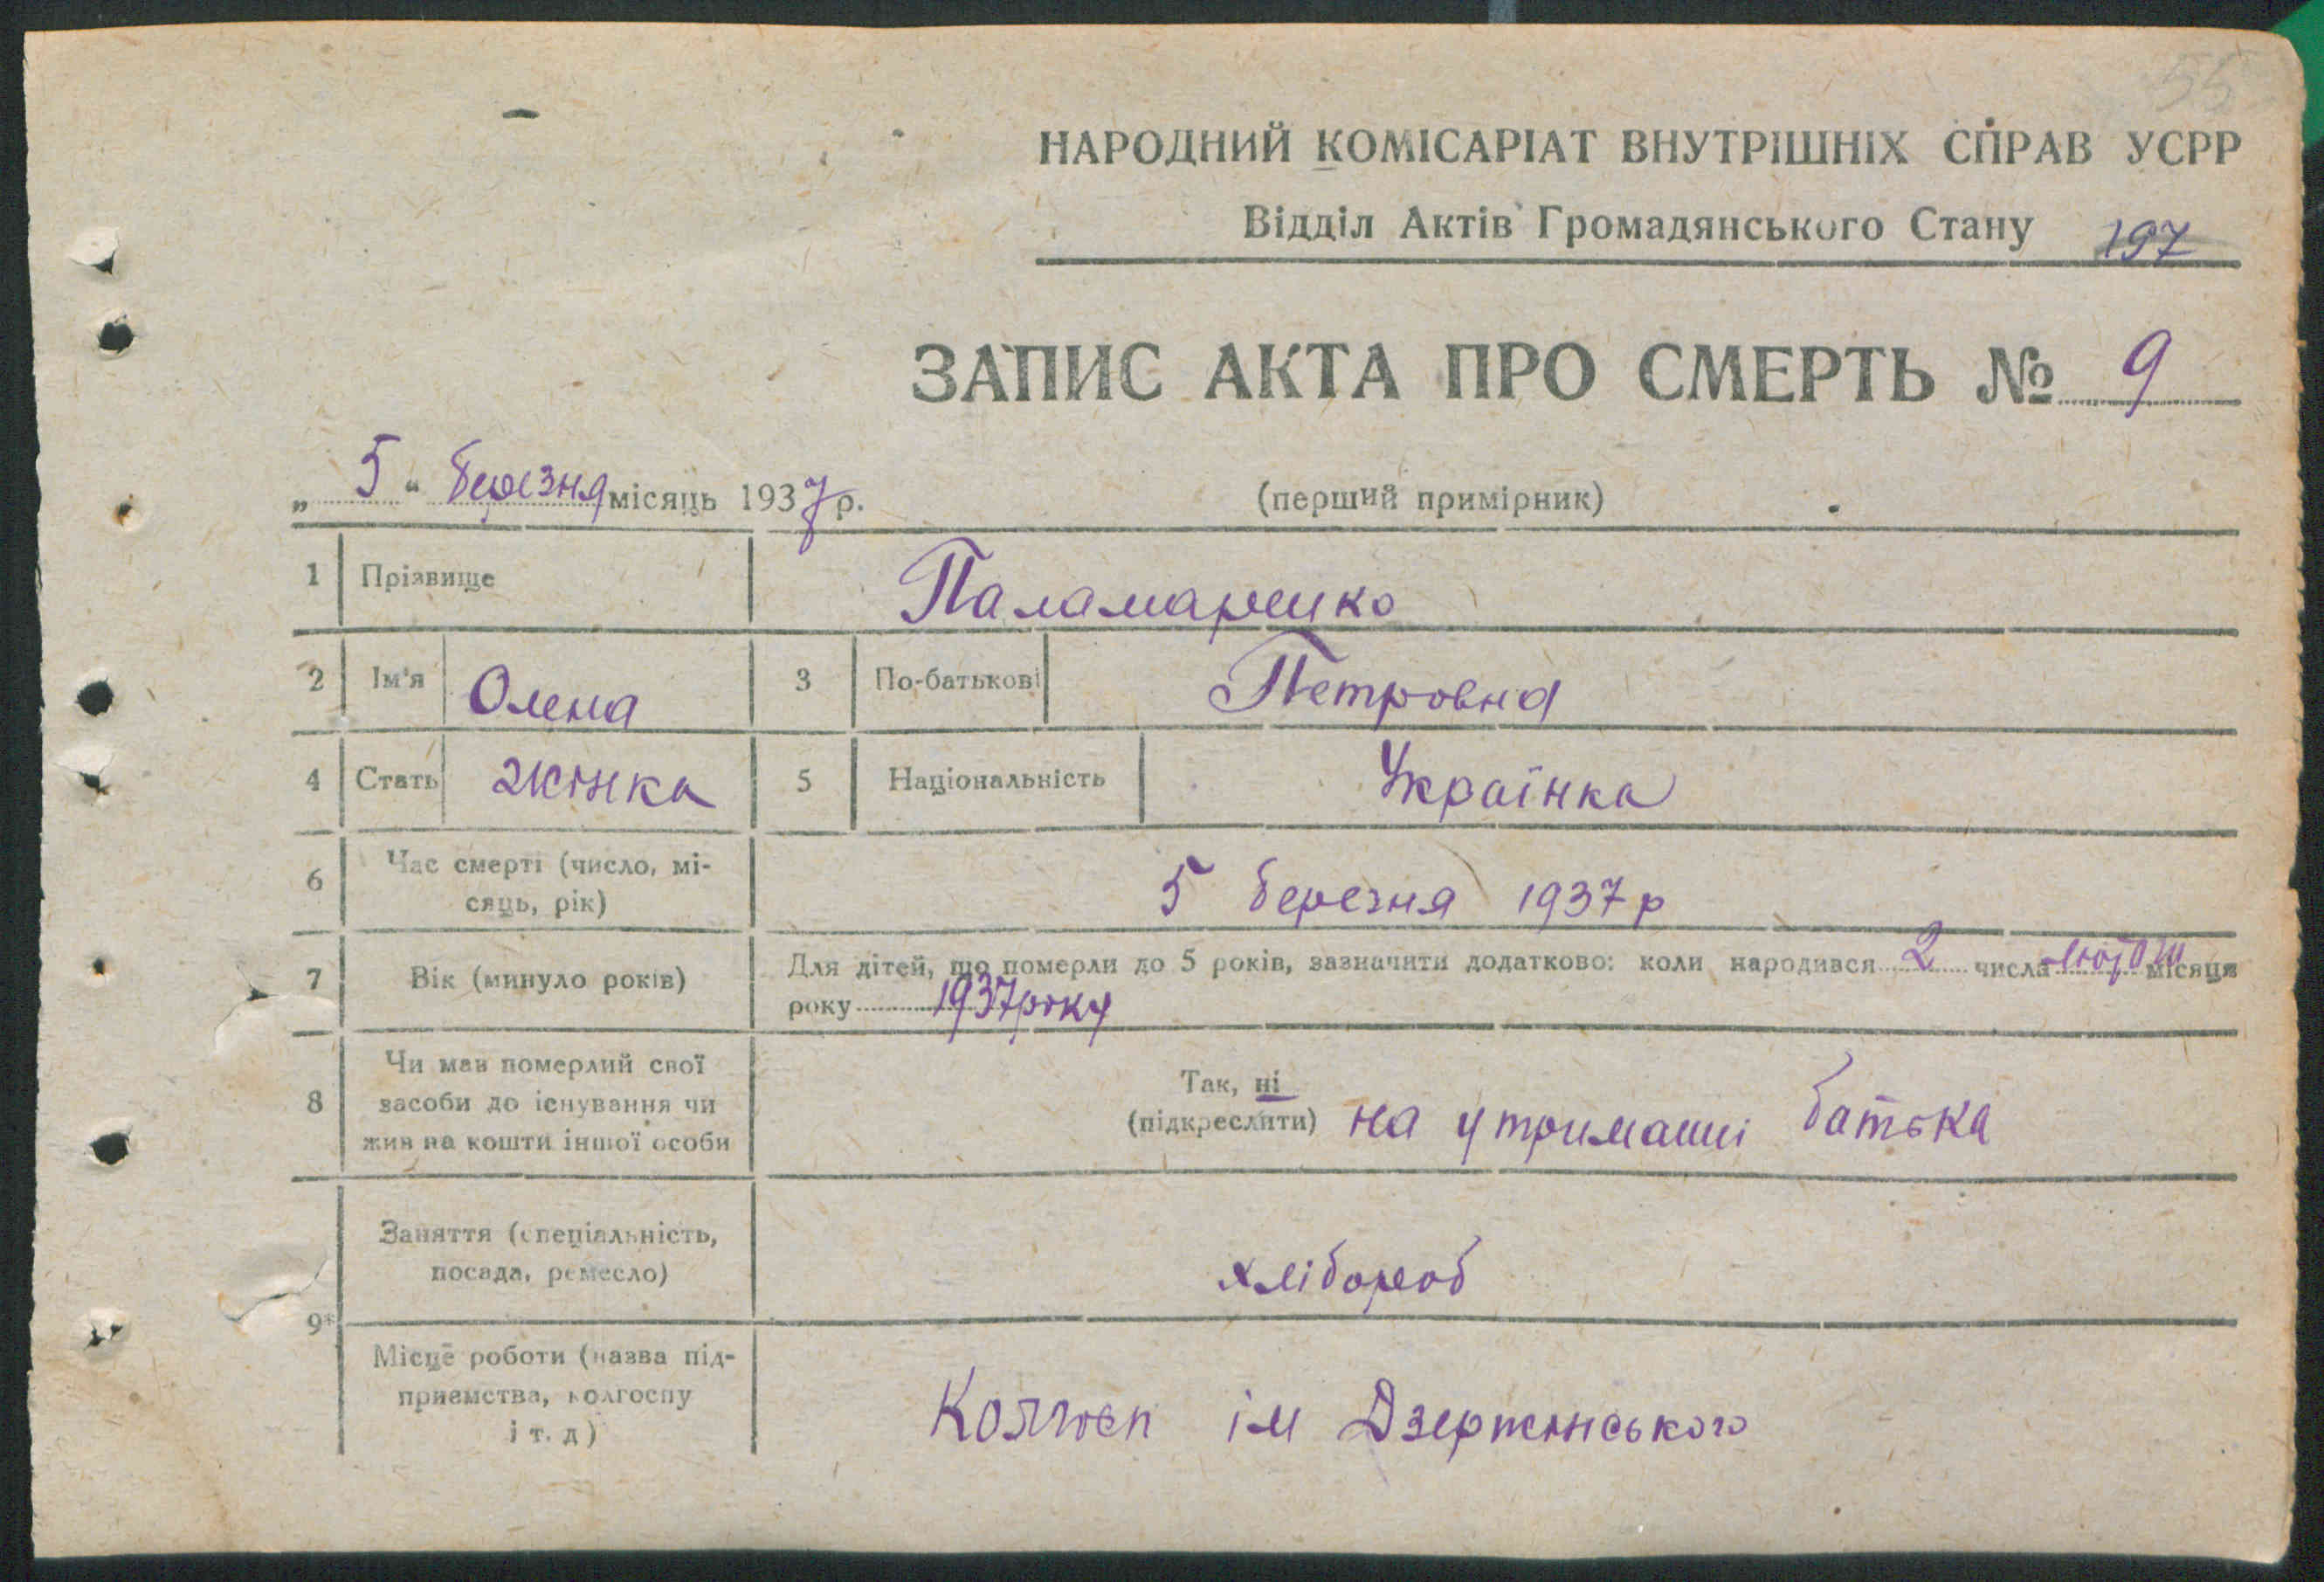 55
НАРОДНИЙ КОМІСАРІАТ ВНУТРІШНІХ СПРАВ УСРР
Відділ Актів Громадянського Стану 197
ЗАПИС АКТА ПРО СМЕРТЬ № 9
„ 5 “ березня місяць 1937 р.
(перший примірник)
1 Прізвище Паламаренко
2 Ім'я Олена 3 По-батькові Петровна
4 Стать жінка 5 Національність Українка
6 Час смерті (число, мі-
сяць, рік) 5 березня 1937 р
7 Вік (минуло років) Для дітей, що померли до 5 років, зазначити додатково: коли народився 2 числа лютого місяця
року 1937 року
8 Чи мав померлий свої
засоби до існування чи
жив на кошти іншої особи
Так, ні
(підкреслити) на утриманні батька
9* Заняття (спеціальність,
посада, ремесло) хлібороб
Місце роботи (назва під-
приємства, колгоспу
і т. д) Колгосп ім Дзержинського